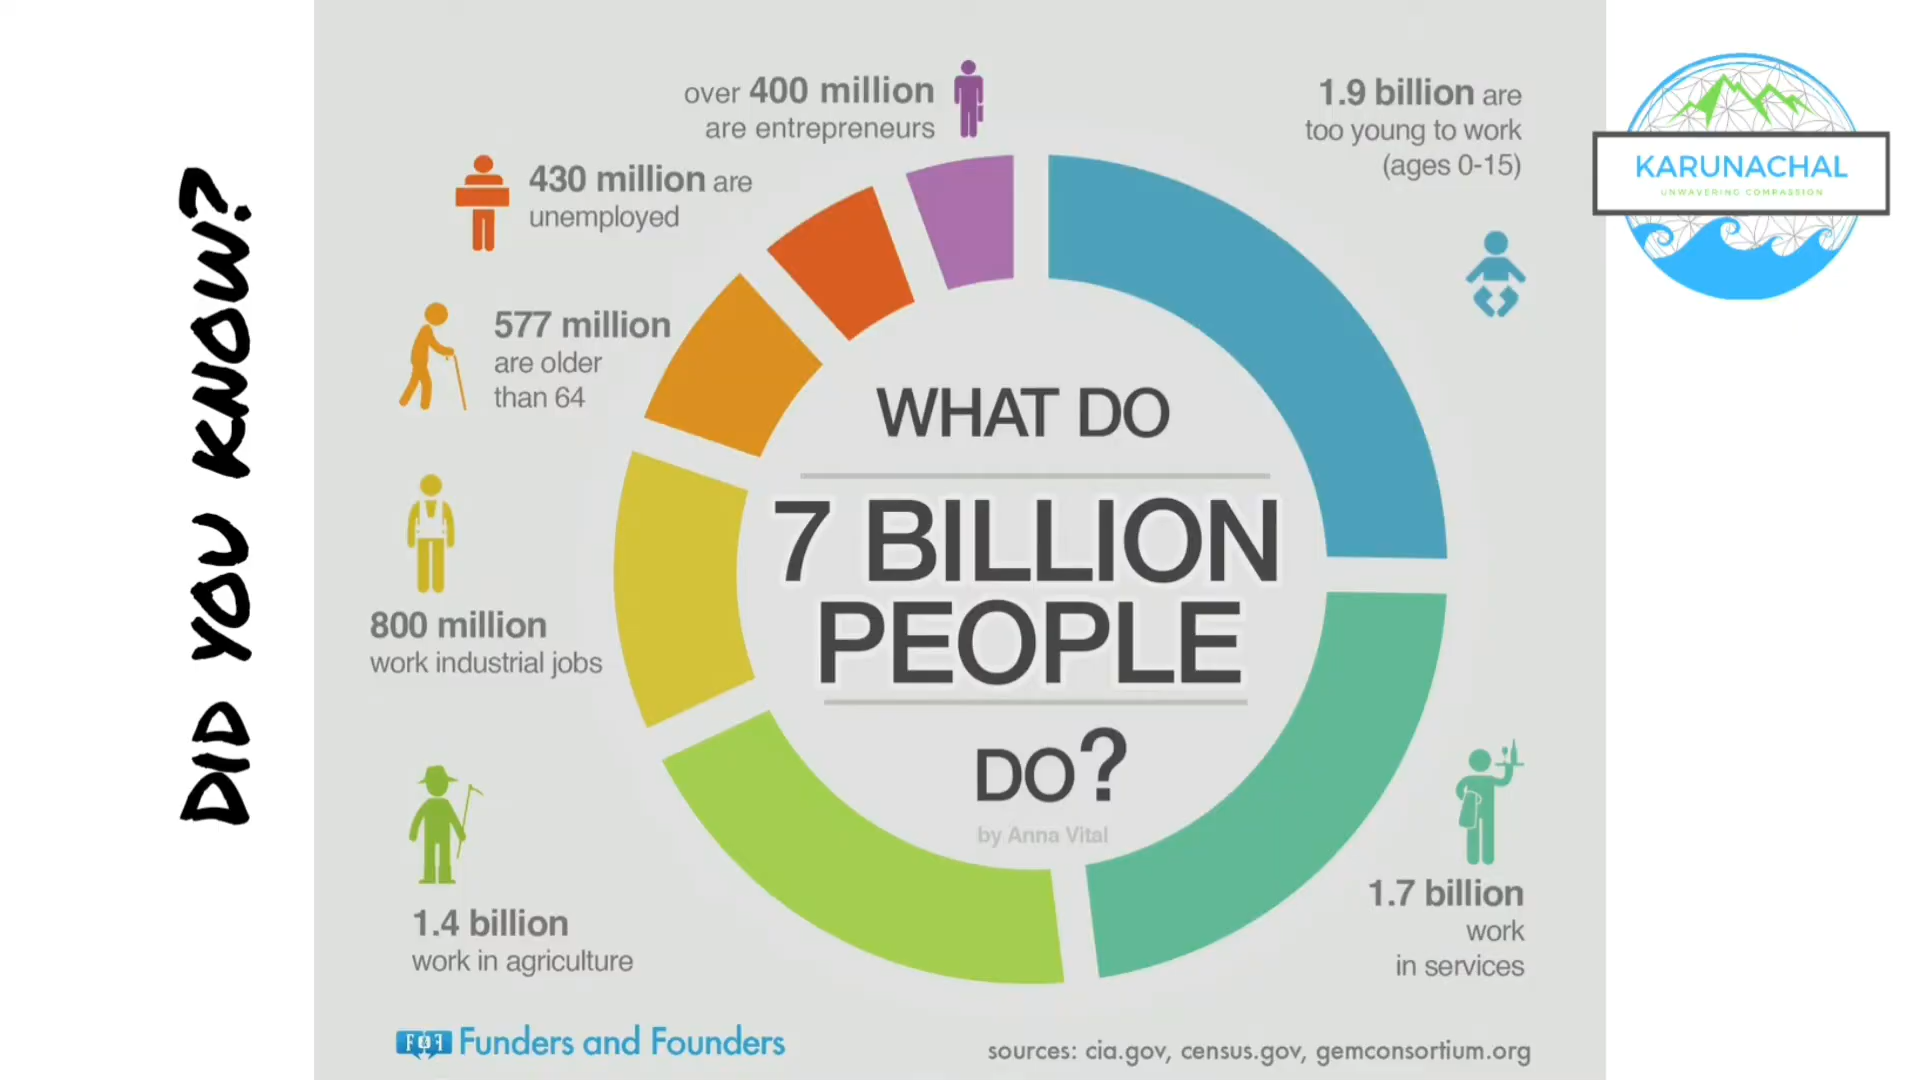 DID YOU KNOW?
over 400 million
are entrepreneurs
1.9 billion are
too young to work
(ages 0-15)
KARUNACHAL
UNWAVERING COMPASSION
430 million are
unemployed
577 million
are older
than 64
WHAT DO
7 BILLION
PEOPLE
DO?
by Anna Vital
800 million
work industrial jobs
1.4 billion
work in agriculture
1.7 billion
work
in services
F&F Funders and Founders
sources: cia.gov, census.gov, gemconsortium.org